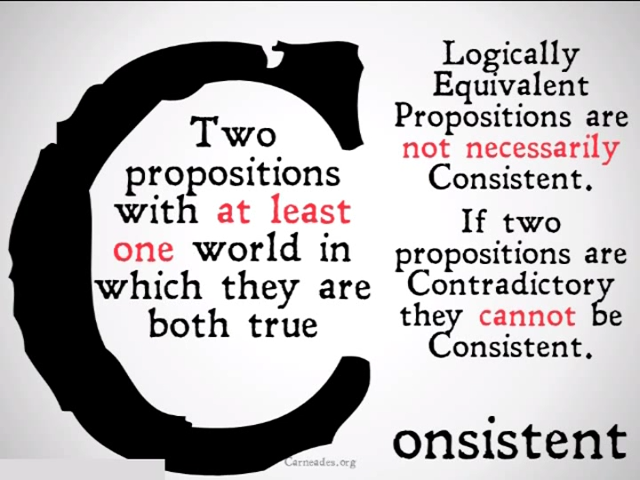 Two
propositions
with at least
one world in
which they are
both true
Logically
Equivalent
Propositions are
not necessarily
Consistent.
If two
propositions are
Contradictory
they cannot be
Consistent.
Consistent
Carneades.org